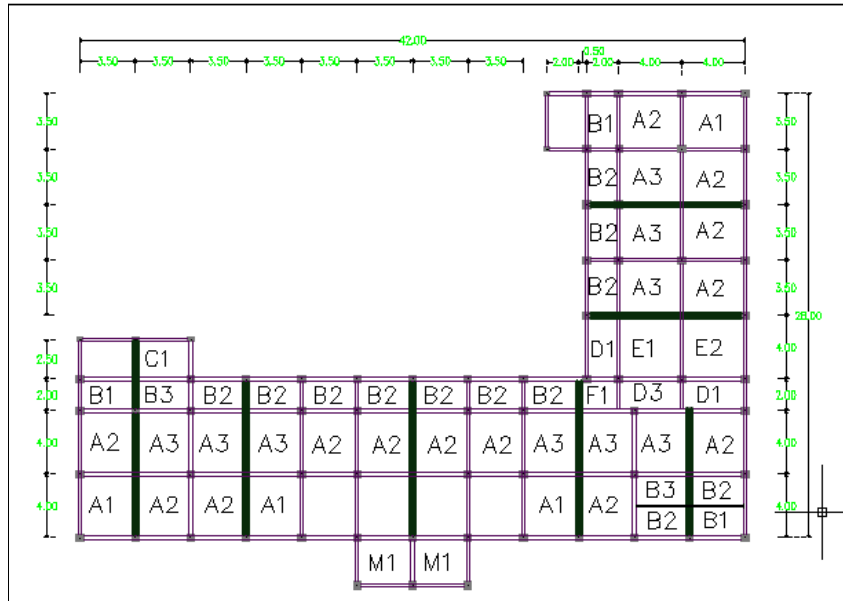 42.00
3.50 3.50 3.50 3.50 3.50 3.50 3.50 3.50 2.00 0.50 2.00 4.00 4.00
3.50 B1 A2 A1 3.50
3.50 B2 A3 A2 3.50
3.50 B2 A3 A2 3.50
3.50 B2 A3 A2 3.50
28.00
D1 E1 E2 4.00
2.50 C1
2.00 B1 B3 B2 B2 B2 B2 B2 B2 B2 F1 D3 D1 2.00
4.00 A2 A3 A3 A3 A2 A2 A2 A2 A3 A3 A3 A2 4.00
B3 B2
4.00 A1 A2 A2 A1 A1 A2 4.00
B2 B1
M1 M1